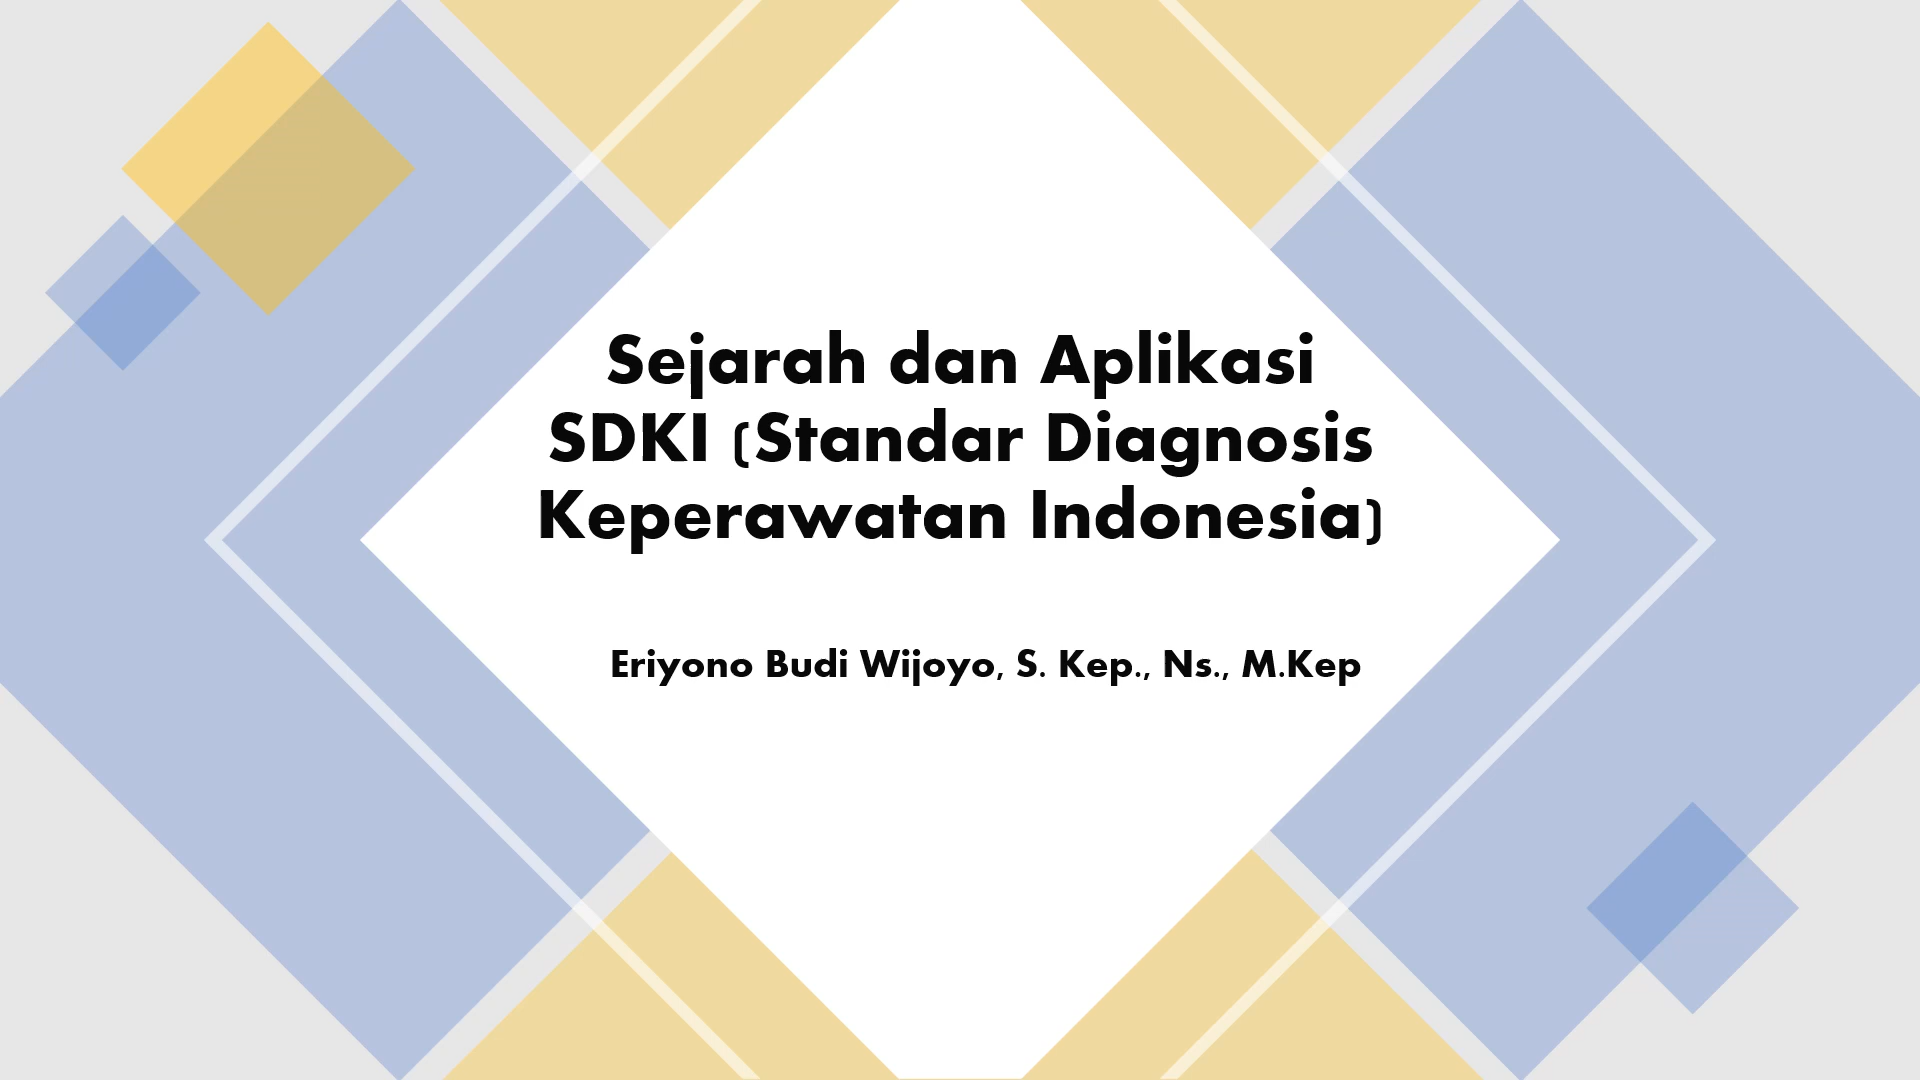 Sejarah dan Aplikasi
SDKI (Standar Diagnosis
Keperawatan Indonesia)
Eriyono Budi Wijoyo, S. Kep., Ns., M.Kep